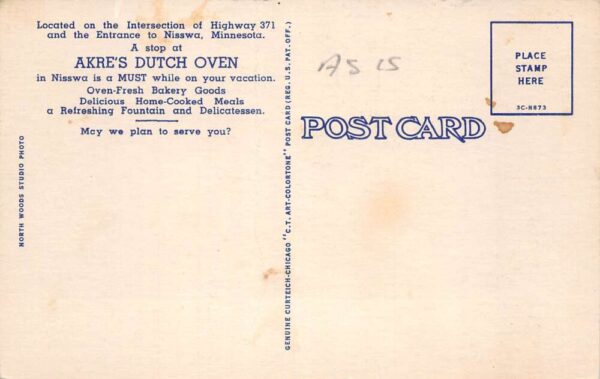 Located on the Intersection of Highway 371
and the Entrance to Nisswa, Minnesota.
A stop at
AKRE'S DUTCH OVEN
in Nisswa is a MUST while on your vacation.
Oven-Fresh Bakery Goods
Delicious Home-Cooked Meals
a Refreshing Fountain and Delicatessen.
May we plan to serve you?
NORTH WOODS STUDIO PHOTO
GENUINE CURTEICH-CHICAGO "C.T. ART-COLORTONE" POST CARD (REG. U.S. PAT. OFF.)
AS IS
POST CARD
PLACE
STAMP
HERE
3C-H873